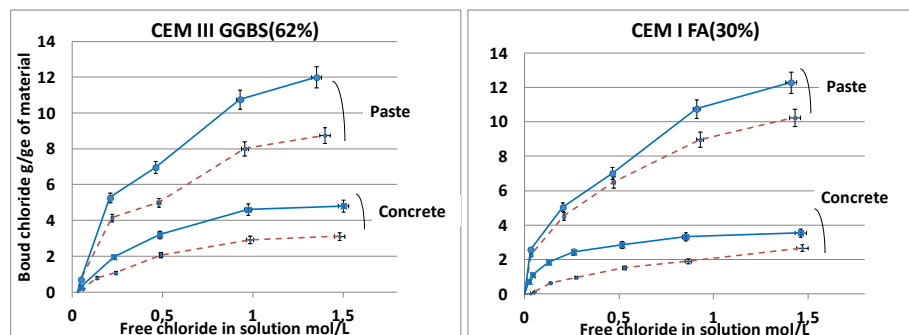 CEM III GGBS(62%)
14
12
10
8
6
4
2
0
Boud chloride g/ge of material
Paste
Concrete
0
0,5
1
1,5
Free chloride in solution mol/L
CEM I FA(30%)
14
12
10
8
6
4
2
0
Paste
Concrete
0
0,5
1
1,5
Free chloride in solution mol/L